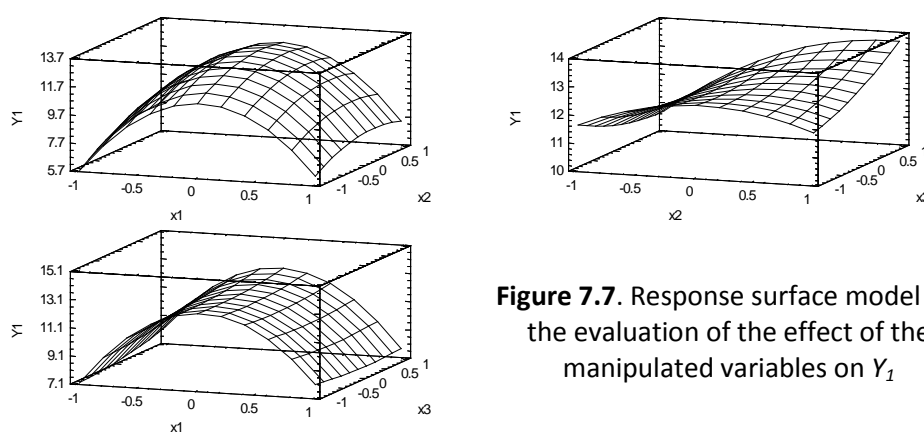 13.7
11.7
9.7
7.7
5.7
Y1
-1 -0.5 0 0.5 1
x1
-1 -0.5 0 0.5 1
x2
14
13
12
11
10
Y1
-1 -0.5 0 0.5 1
x2
-1 -0.5 0 0.5
15.1
13.1
11.1
9.1
7.1
Y1
-1 -0.5 0 0.5 1
x1
-1 -0.5 0 0.5 1
x3
Figure 7.7. Response surface model
the evaluation of the effect of the
manipulated variables on Y1